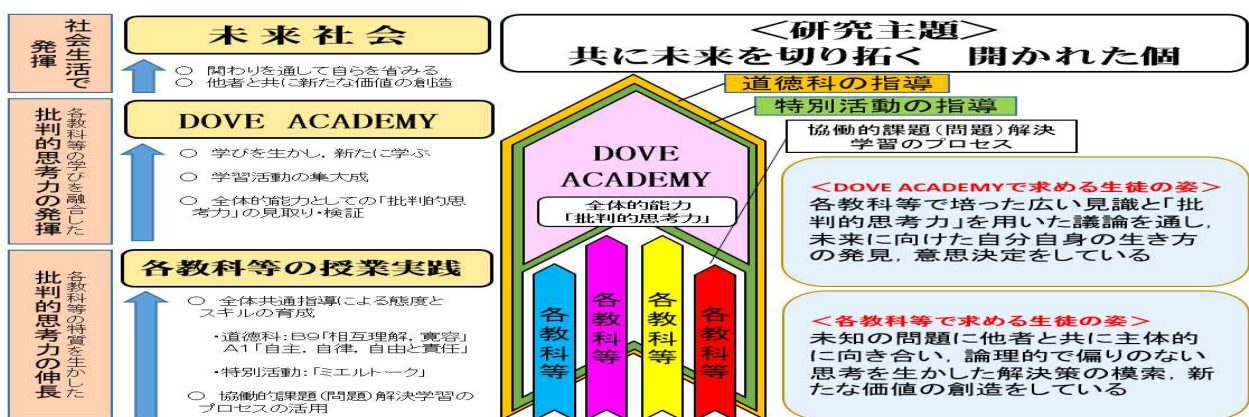 社会生活で
発揮
未来社会
○ 関わりを通して自らを省みる
○ 他者と共に新たな価値の創造
各教科等の学びを融合した
批判的思考力の発揮
DOVE ACADEMY
○ 学びを生かし，新たに学ぶ
○ 学習活動の集大成
○ 全体的能力としての「批判的思
考力」の見取り・検証
各教科等の特質を生かした
批判的思考力の伸長
各教科等の授業実践
○ 全体共通指導による態度と
スキルの育成
・道徳科：B9「相互理解，寛容」
A1「自主，自律，自由と責任」
・特別活動：「ミエルトーク」
○ 協働的課題(問題)解決学習の
プロセスの活用
＜研究主題＞
共に未来を切り拓く 開かれた個
道徳科の指導
特別活動の指導
協働的課題(問題)解決
学習のプロセス
DOVE
ACADEMY
全体的能力
「批判的思考力」
各教科等
各教科等
各教科等
各教科等
＜DOVE ACADEMYで求める生徒の姿＞
各教科等で培った広い見識と「批
判的思考力」を用いた議論を通し，
未来に向けた自分自身の生き方
の発見，意思決定をしている
＜各教科等で求める生徒の姿＞
未知の問題に他者と共に主体的
に向き合い，論理的で偏りのない
思考を生かした解決策の模索，新
たな価値の創造をしている